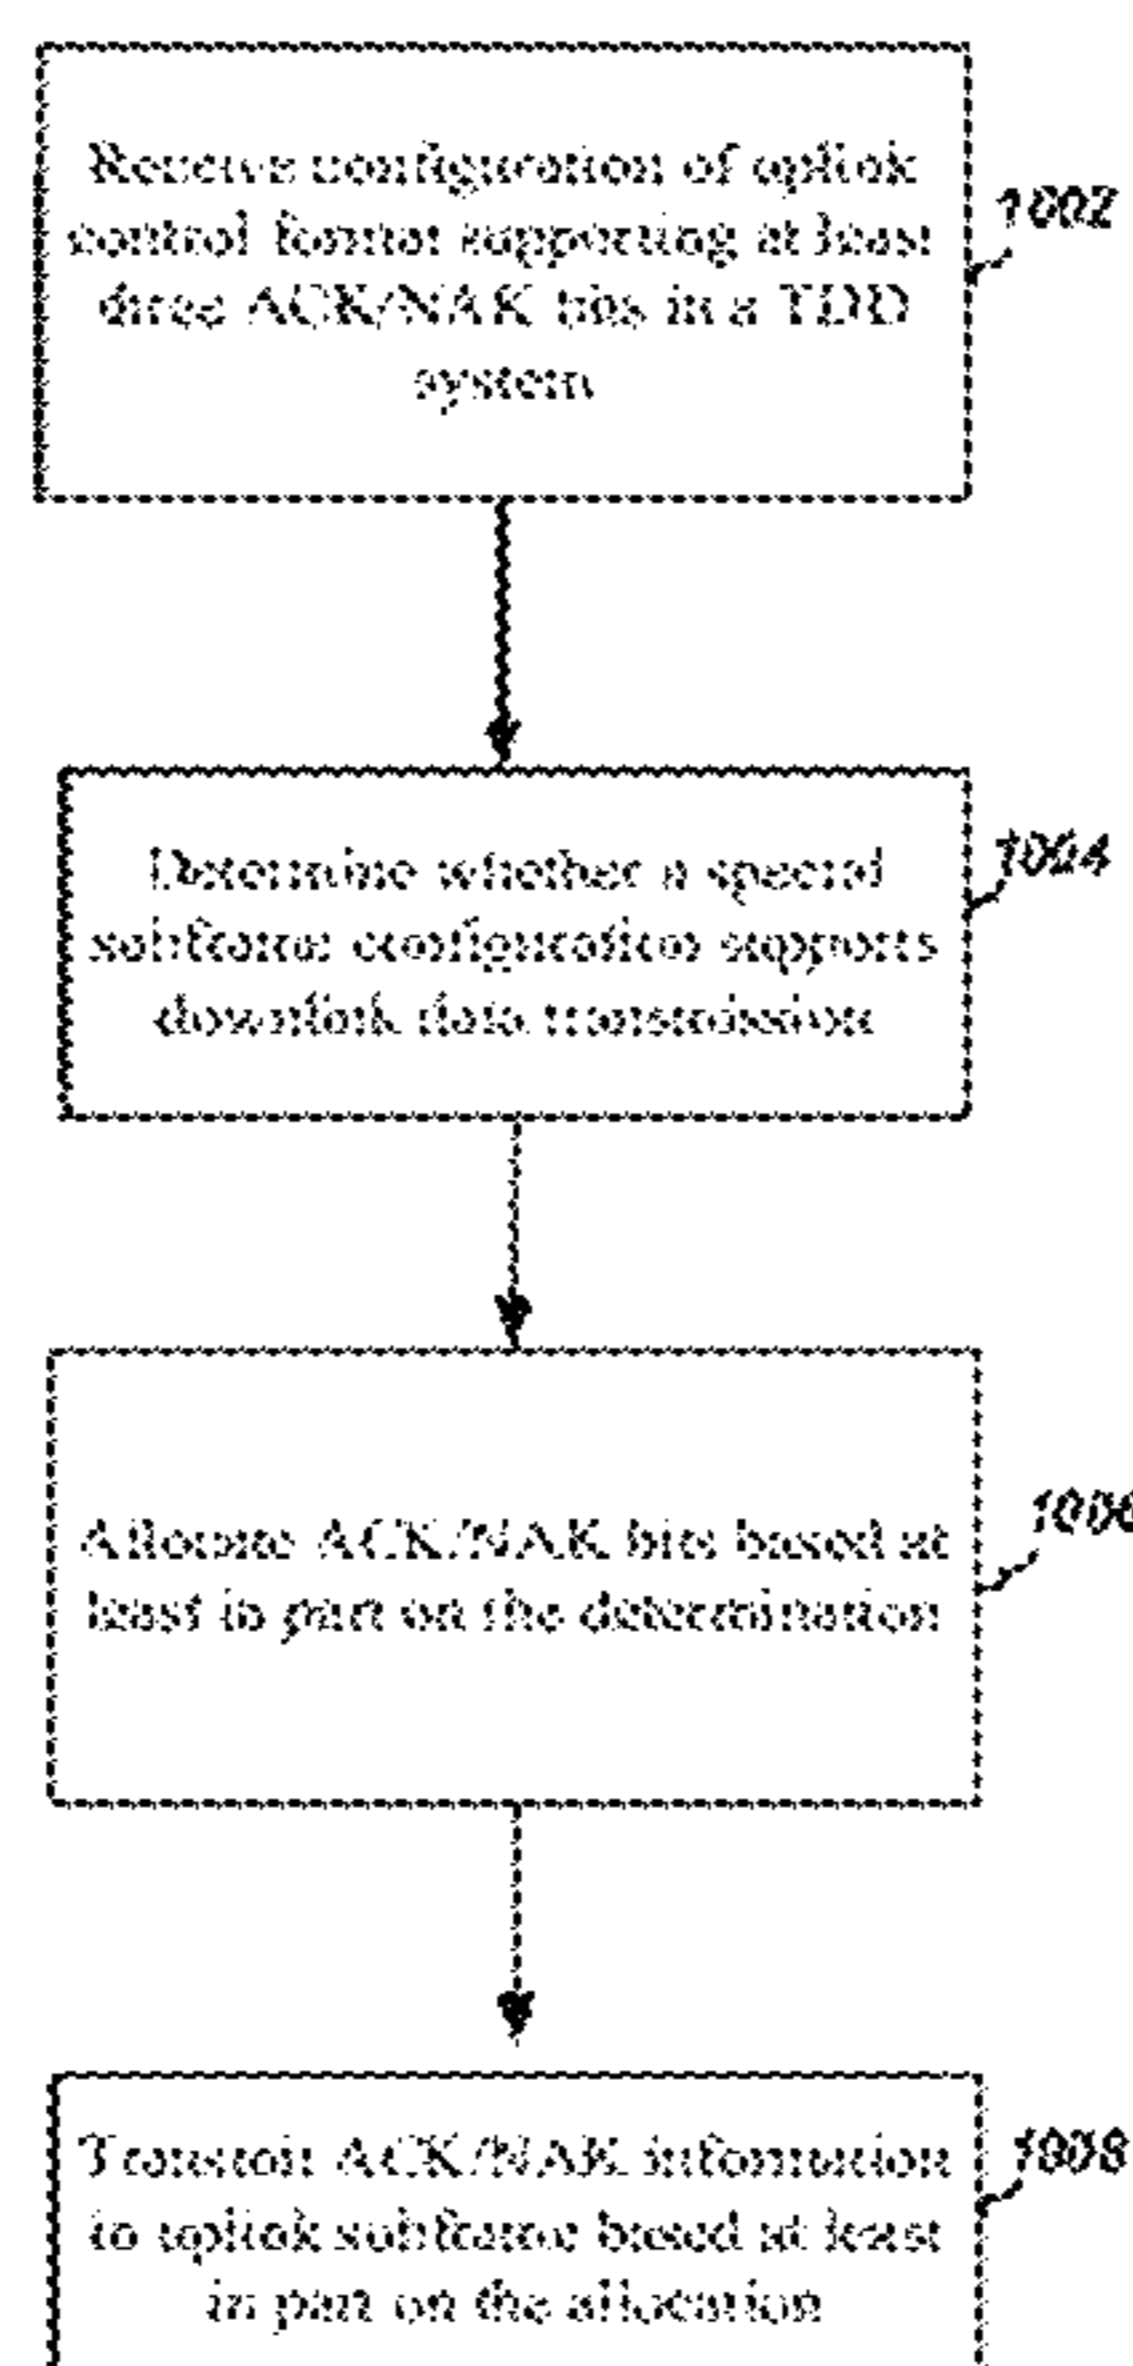 Receive configuration of uplink
control format supporting at least
three ACK/NAK bits in a TDD
system
1002
Determine whether a special
subframe configuration supports
downlink data transmission
1004
Allocate ACK/NAK bits based at
least in part on the determination
1006
Transmit ACK/NAK information
in uplink subframe based at least
in part on the allocation
1008